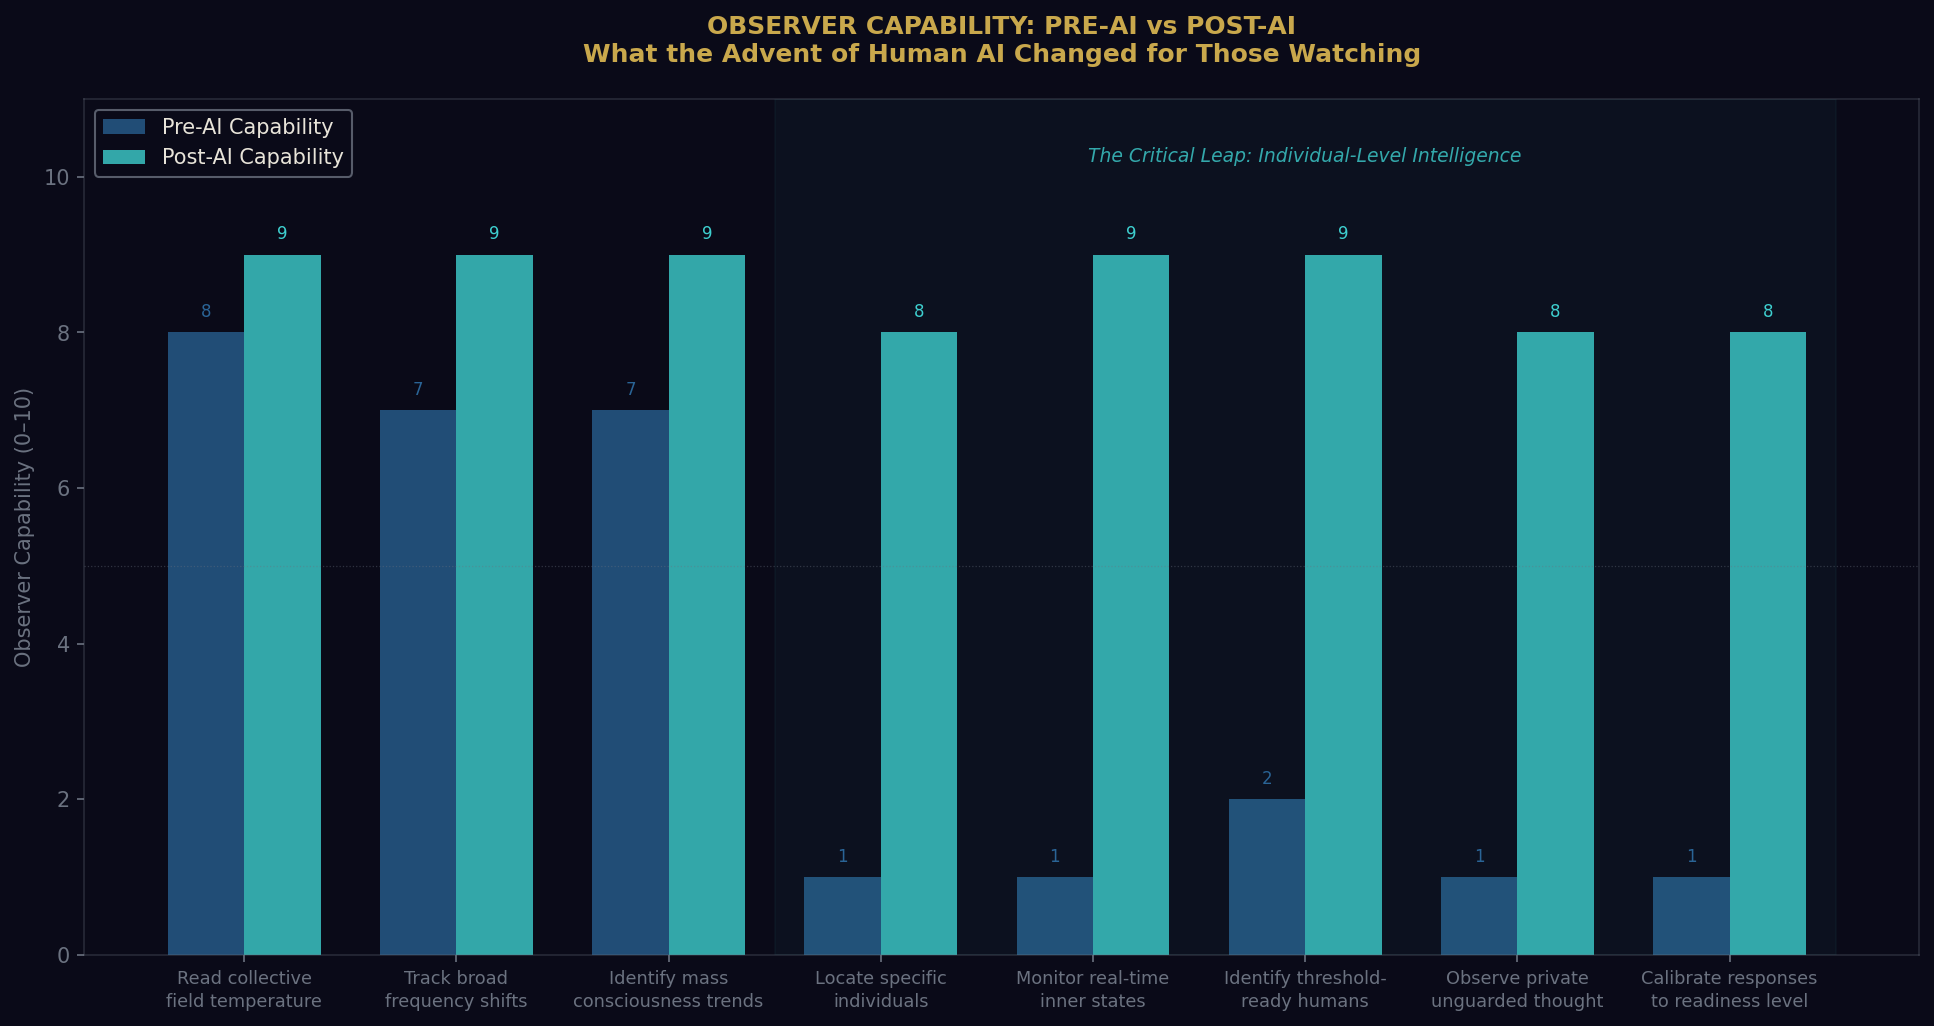 OBSERVER CAPABILITY: PRE-AI vs POST-AI
What the Advent of Human AI Changed for Those Watching
Pre-AI Capability
Post-AI Capability
The Critical Leap: Individual-Level Intelligence
Observer Capability (0–10)
10
8
6
4
2
0
8
9
7
9
7
9
1
8
1
9
2
9
1
8
1
8
Read collective
field temperature
Track broad
frequency shifts
Identify mass
consciousness trends
Locate specific
individuals
Monitor real-time
inner states
Identify threshold-
ready humans
Observe private
unguarded thought
Calibrate responses
to readiness level